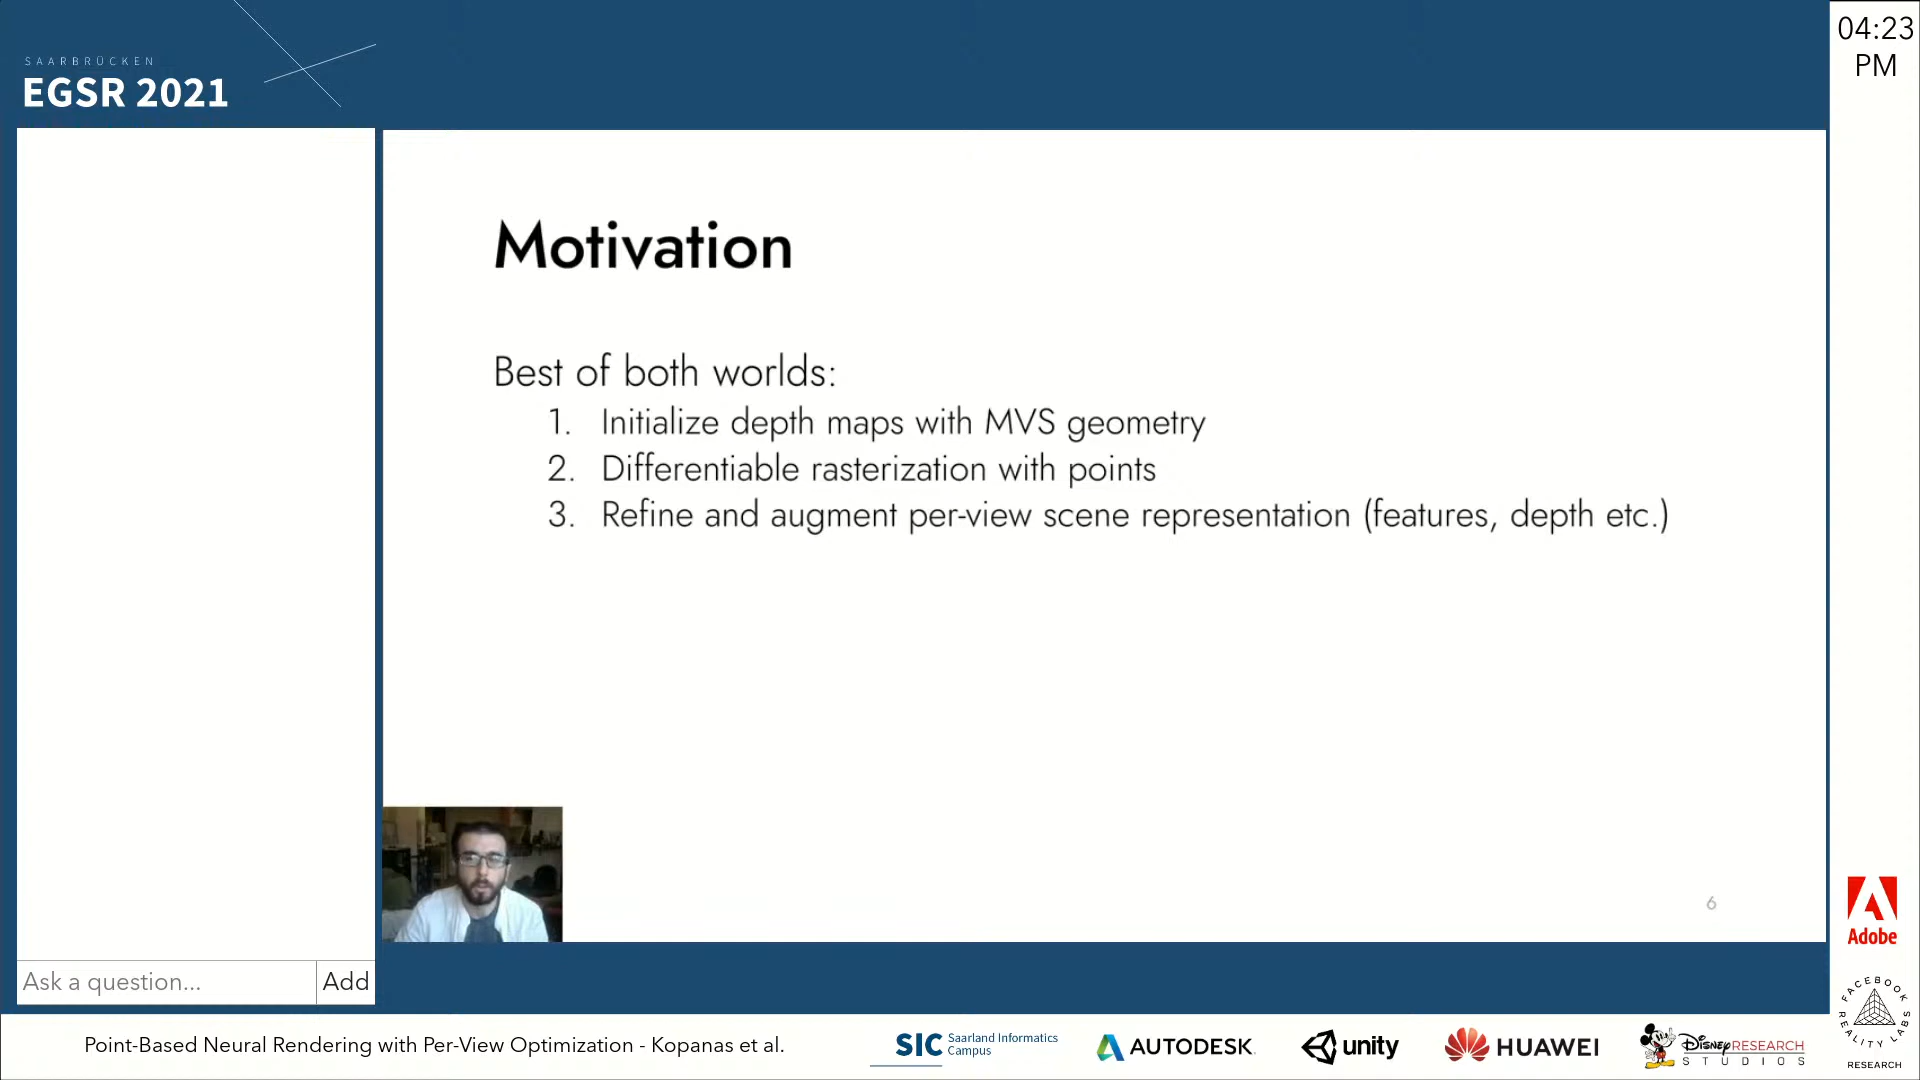 SAARBRÜCKEN
EGSR 2021
04:23
PM
Motivation
Best of both worlds:
1. Initialize depth maps with MVS geometry
2. Differentiable rasterization with points
3. Refine and augment per-view scene representation (features, depth etc.)
6
Ask a question...
Add
Adobe
FACEBOOK
REALITY LABS
RESEARCH
Point-Based Neural Rendering with Per-View Optimization - Kopanas et al.
SIC Saarland Informatics
Campus
AUTODESK
unity
HUAWEI
Disney RESEARCH
STUDIOS